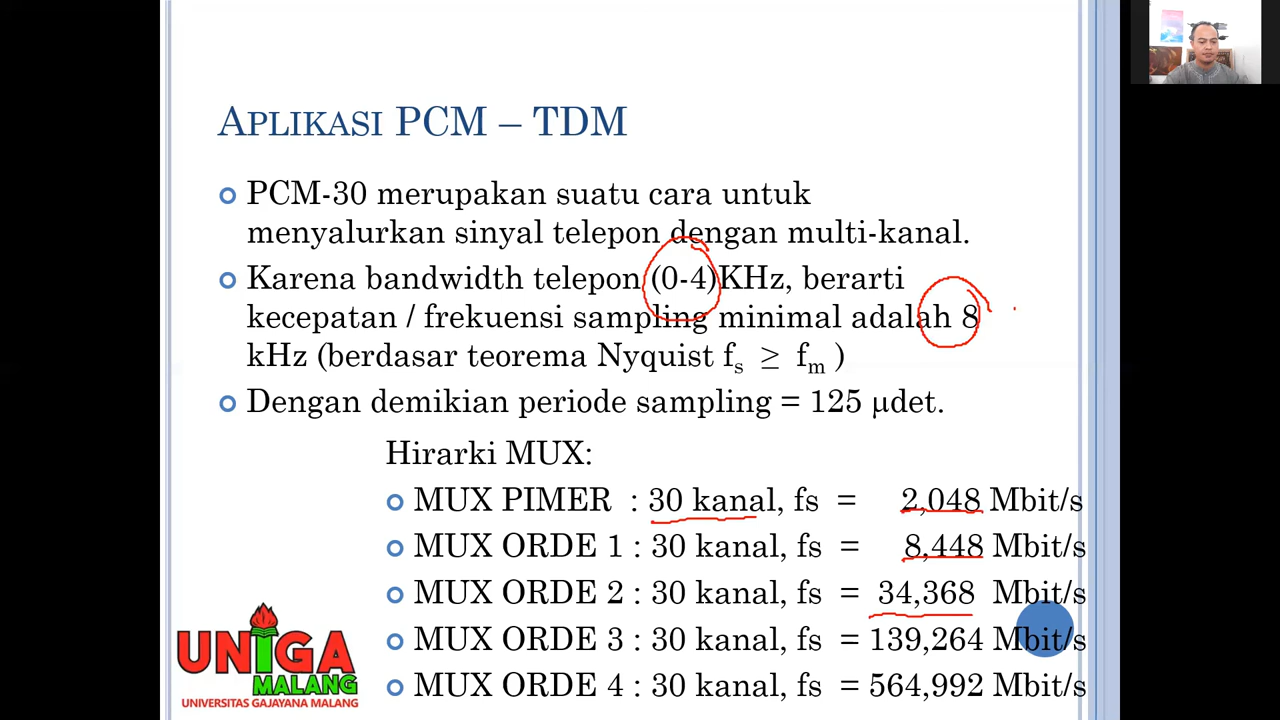 APLIKASI PCM – TDM
PCM-30 merupakan suatu cara untuk
menyalurkan sinyal telepon dengan multi-kanal.
Karena bandwidth telepon (0-4)KHz, berarti
kecepatan / frekuensi sampling minimal adalah 8
kHz (berdasar teorema Nyquist fs ≥ fm )
Dengan demikian periode sampling = 125 µdet.
Hirarki MUX:
MUX PIMER : 30 kanal, fs = 2,048 Mbit/s
MUX ORDE 1 : 30 kanal, fs = 8,448 Mbit/s
MUX ORDE 2 : 30 kanal, fs = 34,368 Mbit/s
MUX ORDE 3 : 30 kanal, fs = 139,264 Mbit/s
MUX ORDE 4 : 30 kanal, fs = 564,992 Mbit/s
UNIGA
MALANG
UNIVERSITAS GAJAYANA MALANG